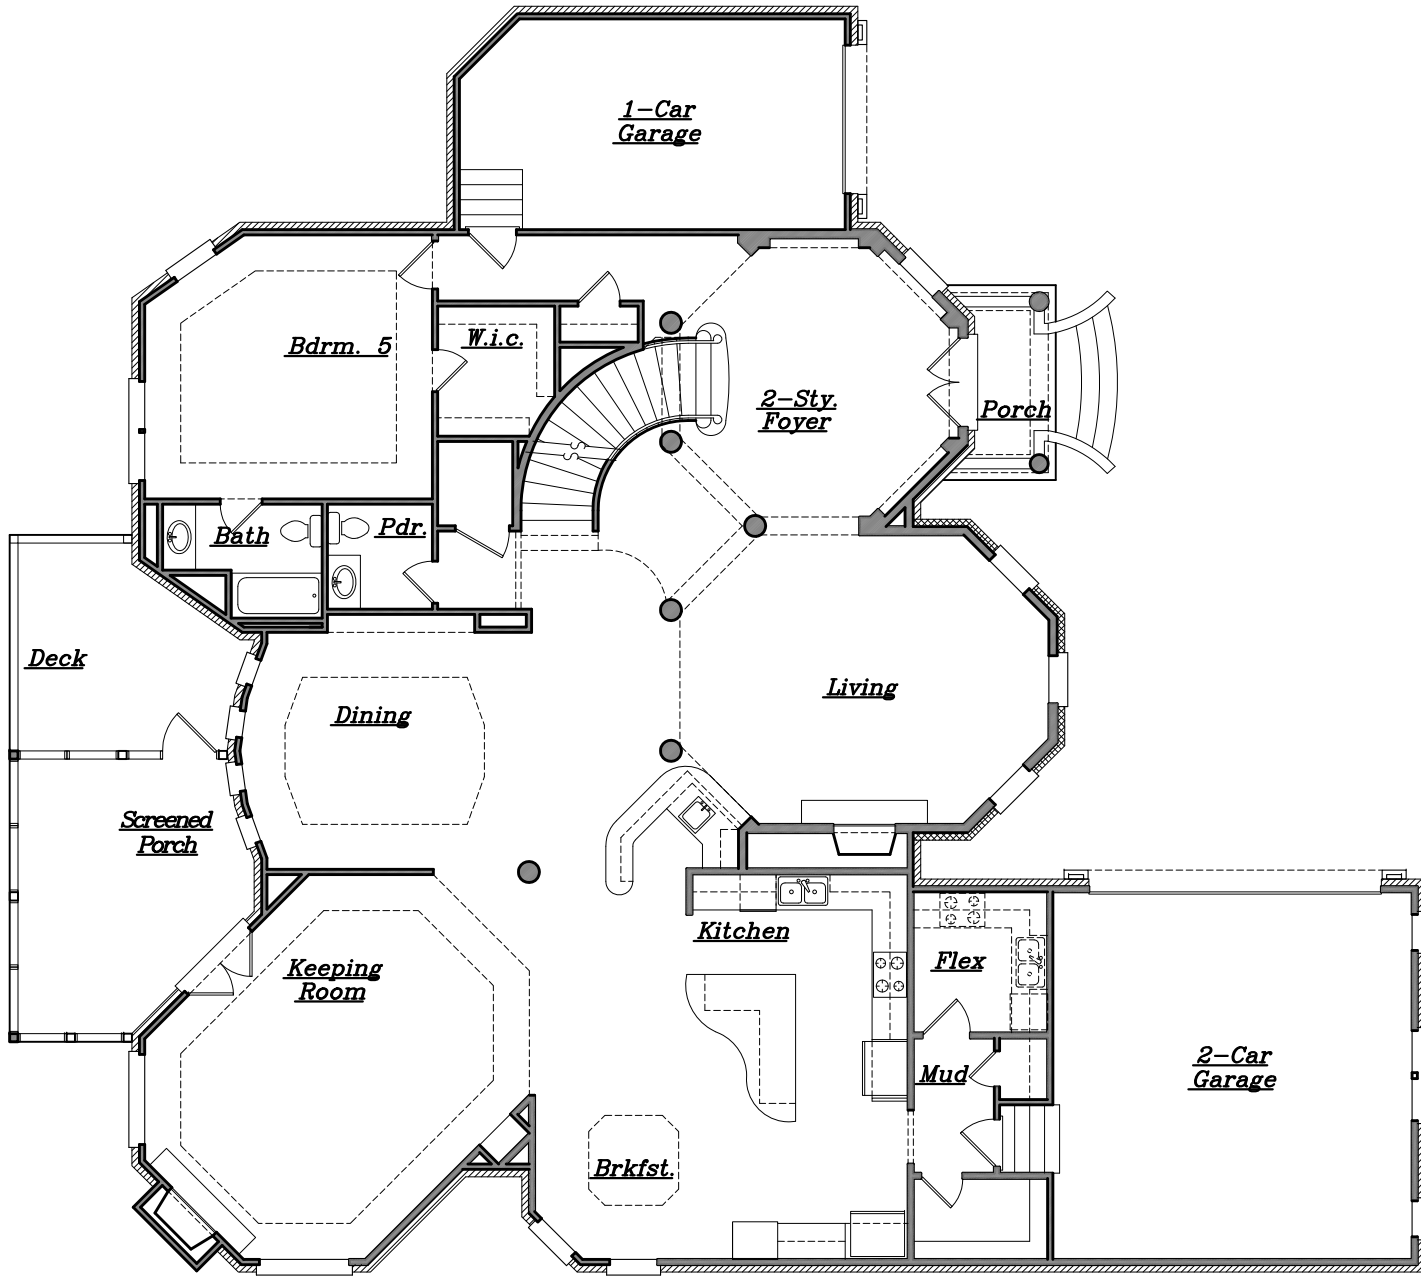 1-Car
Garage
Bdrm. 5
W.i.c.
2-Sty.
Foyer
Porch
Bath
Pdr.
Deck
Dining
Living
Screened
Porch
Kitchen
Keeping
Room
Flex
Mud
2-Car
Garage
Brkfst.